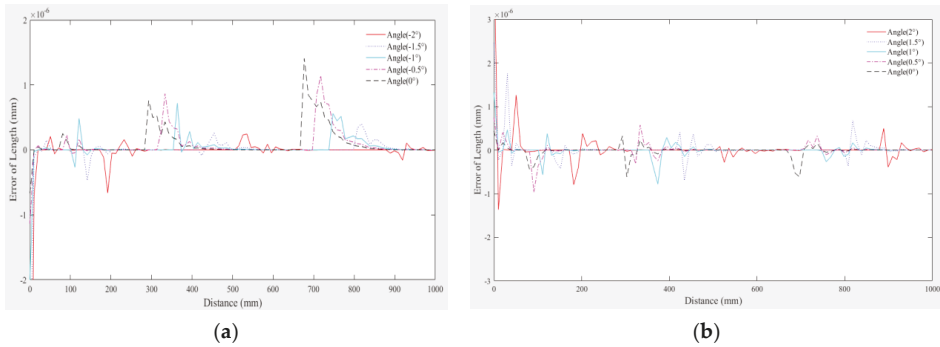 2 ×10⁻⁶
1
0
-1
-2
0 100 200 300 400 500 600 700 800 900 1000
Error of Length (mm)
Distance (mm)
Angle(-2°)
Angle(-1.5°)
Angle(-1°)
Angle(-0.5°)
Angle(0°)
(a)
3 ×10⁻⁶
2
1
0
-1
-2
-3
0 200 400 600 800 1000
Error of Length (mm)
Distance (mm)
Angle(2°)
Angle(1.5°)
Angle(1°)
Angle(0.5°)
Angle(0°)
(b)